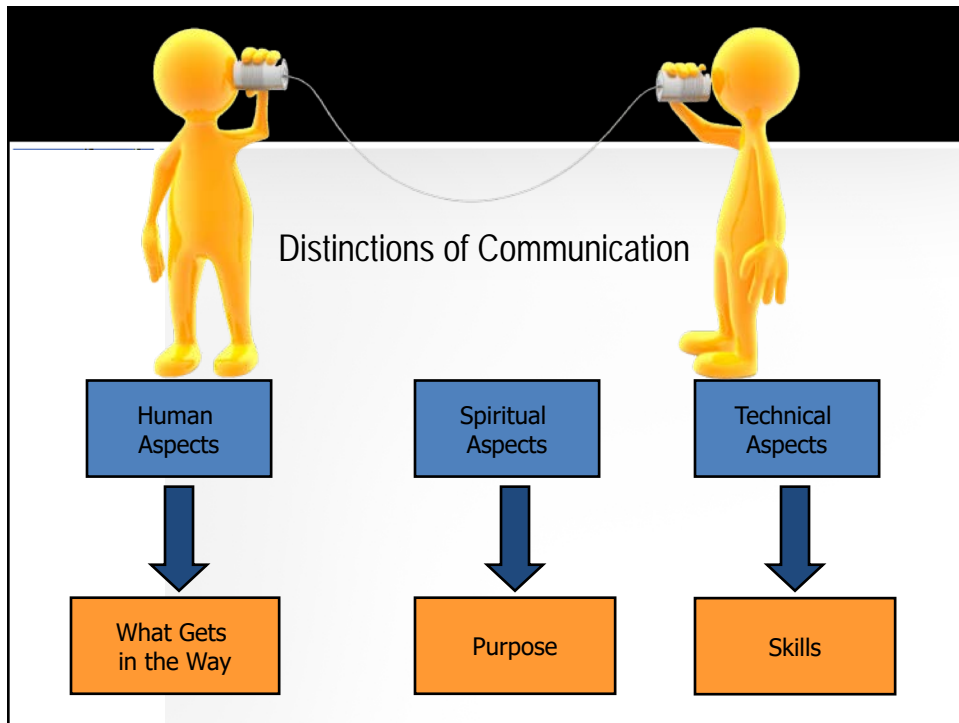 Distinctions of Communication
Human
Aspects
Spiritual
Aspects
Technical
Aspects
What Gets
in the Way
Purpose
Skills